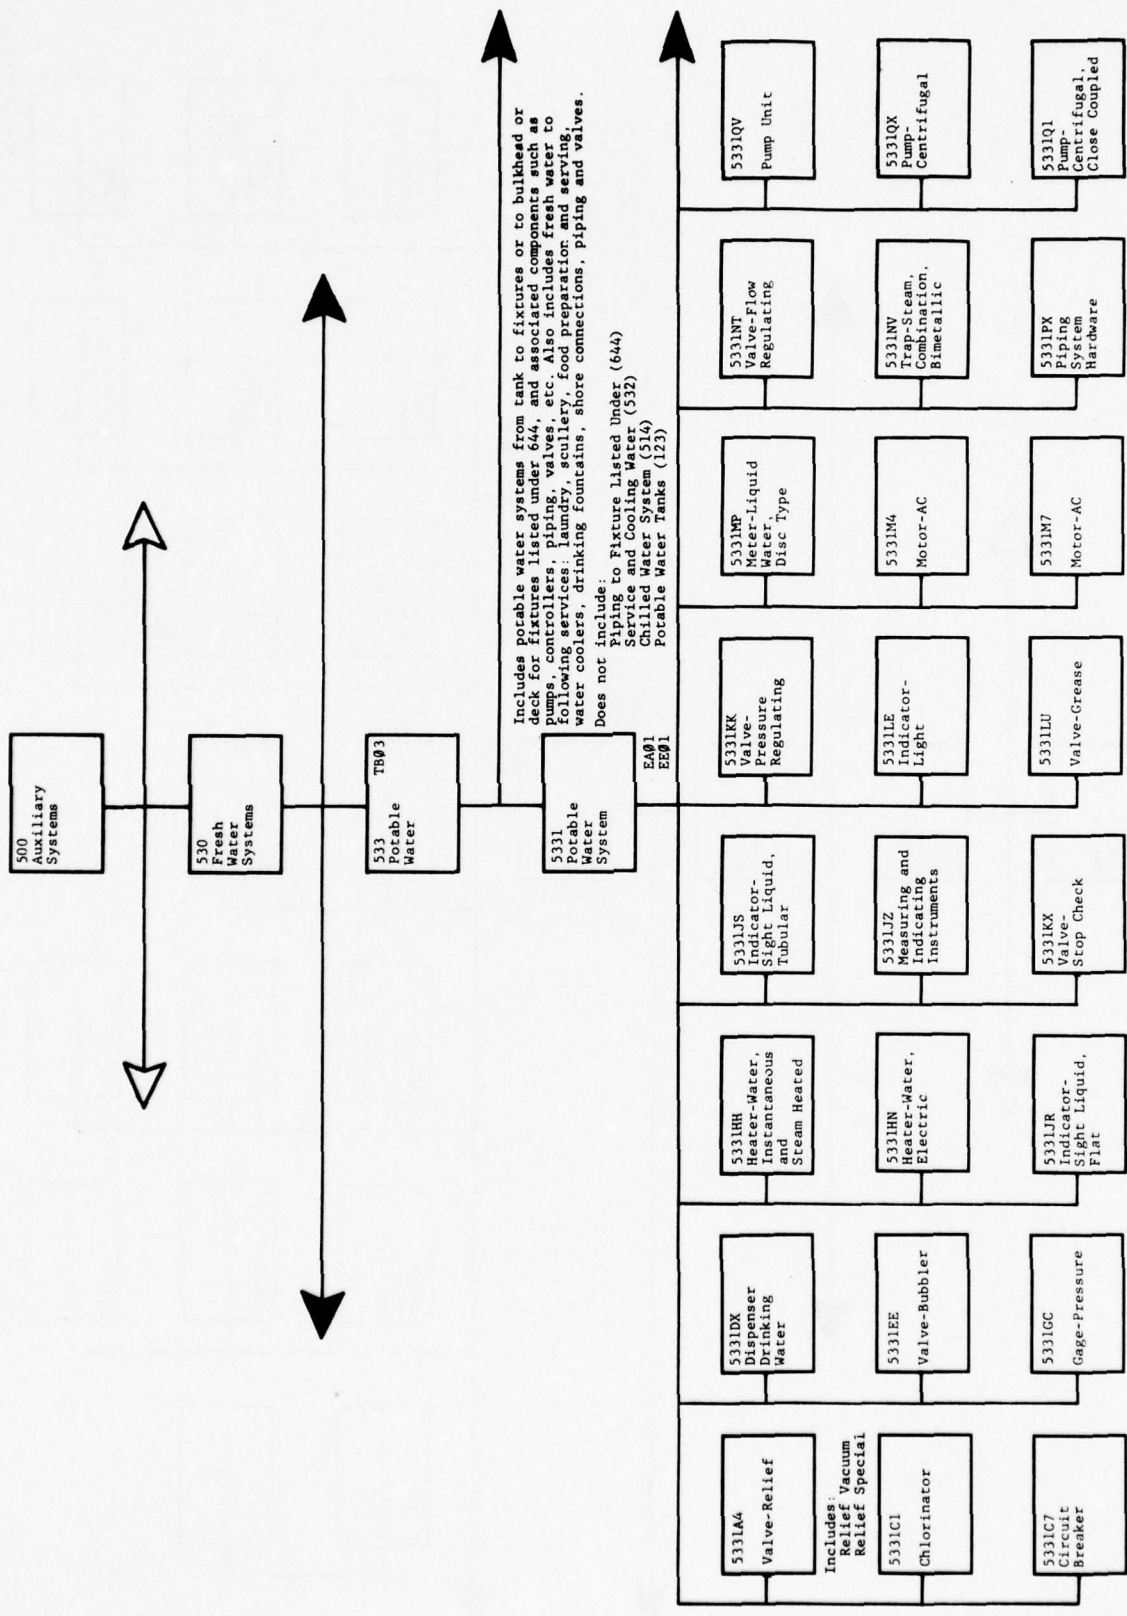 500
Auxiliary
Systems
530
Fresh
Water
Systems
533 TBØ3
Potable
Water
Includes potable water systems from tank to fixtures or to bulkhead or
deck for fixtures listed under 644, and associated components such as
pumps, controllers, piping, valves, etc. Also includes fresh water to
following services: laundry, scullery, food preparation and serving,
water coolers, drinking fountains, shore connections, piping and valves.
Does not include:
Piping to Fixture Listed Under (644)
Service and Cooling Water (532)
Chilled Water System (514)
Potable Water Tanks (123)
5331
Potable
Water
System
EAØ1
EEØ1
5331A4
Valve-Relief
Includes:
Relief Vacuum
Relief Special
5331C1
Chlorinator
5331C7
Circuit
Breaker
5331DX
Dispenser
Drinking
Water
5331EE
Valve-Bubbler
5331GC
Gage-Pressure
5331HH
Heater-Water,
Instantaneous
and
Steam Heated
5331HN
Heater-Water,
Electric
5331JR
Indicator-
Sight Liquid,
Flat
5331JS
Indicator-
Sight Liquid,
Tubular
5331JZ
Measuring and
Indicating
Instruments
5331KX
Valve-
Stop Check
5331KK
Valve-
Pressure
Regulating
5331LE
Indicator-
Light
5331LU
Valve-Grease
5331MP
Meter-Liquid
Water,
Disc Type
5331M4
Motor-AC
5331M7
Motor-AC
5331NT
Valve-Flow
Regulating
5331NV
Trap-Steam,
Combination,
Bimetallic
5331PX
Piping
System
Hardware
5331QV
Pump Unit
5331QX
Pump-
Centrifugal
5331Q1
Pump-
Centrifugal,
Close Coupled